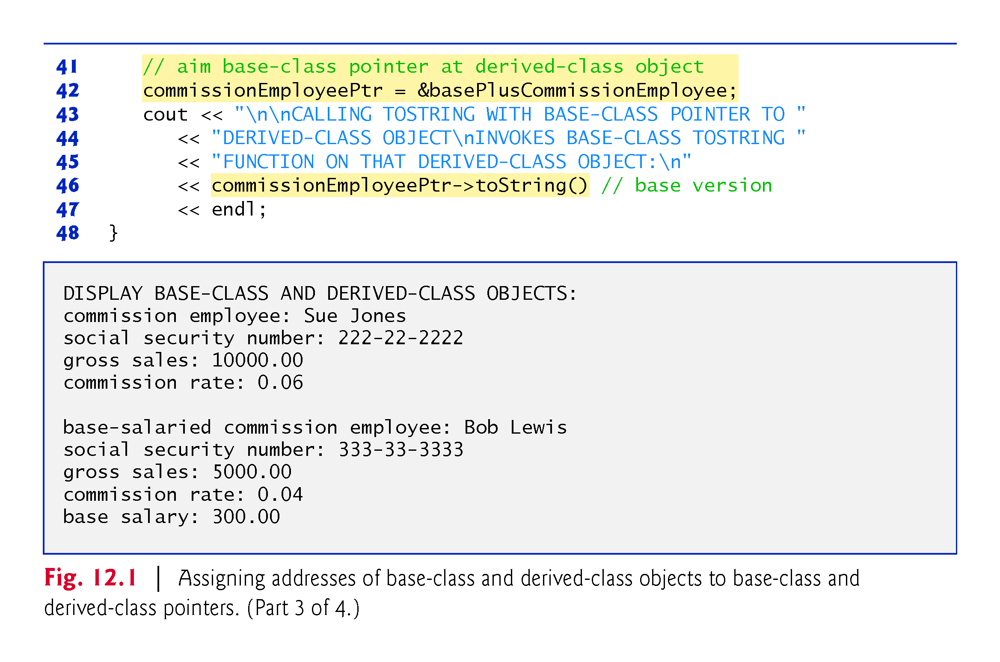 41 // aim base-class pointer at derived-class object
42 commissionEmployeePtr = &basePlusCommissionEmployee;
43 cout << "\n\nCALLING TOSTRING WITH BASE-CLASS POINTER TO "
44 << "DERIVED-CLASS OBJECT\nINVOKES BASE-CLASS TOSTRING "
45 << "FUNCTION ON THAT DERIVED-CLASS OBJECT:\n"
46 << commissionEmployeePtr->toString() // base version
47 << endl;
48 }
DISPLAY BASE-CLASS AND DERIVED-CLASS OBJECTS:
commission employee: Sue Jones
social security number: 222-22-2222
gross sales: 10000.00
commission rate: 0.06
base-salaried commission employee: Bob Lewis
social security number: 333-33-3333
gross sales: 5000.00
commission rate: 0.04
base salary: 300.00
Fig. 12.1 | Assigning addresses of base-class and derived-class objects to base-class and
derived-class pointers. (Part 3 of 4.)